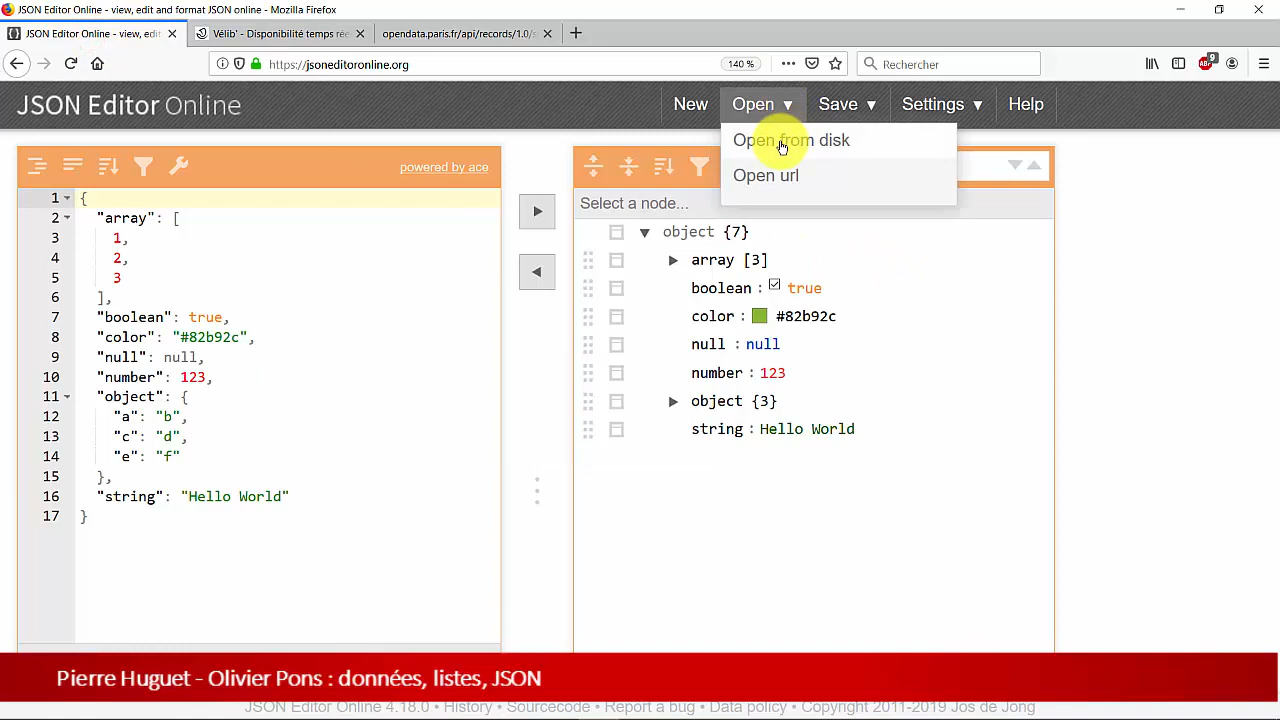 JSON Editor Online - view, edit and format JSON online - Mozilla Firefox
JSON Editor Online - view, edit
Vélib' - Disponibilité temps rée
opendata.paris.fr/api/records/1.0/s
https://jsoneditoronline.org
140 %
Rechercher
9
JSON Editor Online
New
Open ▼
Save ▼
Settings ▼
Help
Open from disk
Open url
powered by ace
1 {
2 "array": [
3 1,
4 2,
5 3
6 ],
7 "boolean": true,
8 "color": "#82b92c",
9 "null": null,
10 "number": 123,
11 "object": {
12 "a": "b",
13 "c": "d",
14 "e": "f"
15 },
16 "string": "Hello World"
17 }
Select a node...
object {7}
array [3]
boolean : true
color : #82b92c
null : null
number : 123
object {3}
string : Hello World
Pierre Huguet - Olivier Pons : données, listes, JSON
JSON Editor Online 4.18.0 • History • Sourcecode • Report a bug • Data policy • Copyright 2011-2019 Jos de Jong